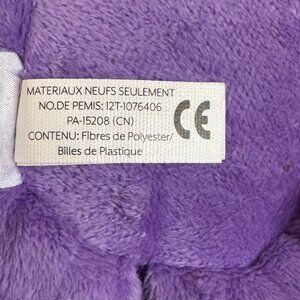 MATERIAUX NEUFS SEULEMENT
NO.DE PEMIS: 12T-1076406
PA-15208 (CN)
CONTENU: Fibres de Polyester/
Billes de Plastique
CE